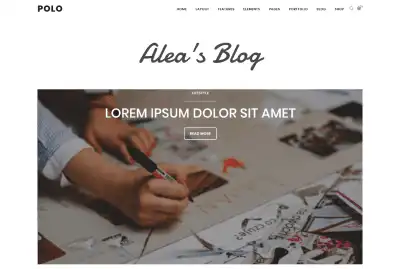 POLO
HOME LAYOUT FEATURES ELEMENTS PAGES PORTFOLIO BLOG SHOP
Alea's Blog
LIFESTYLE
LOREM IPSUM DOLOR SIT AMET
READ MORE